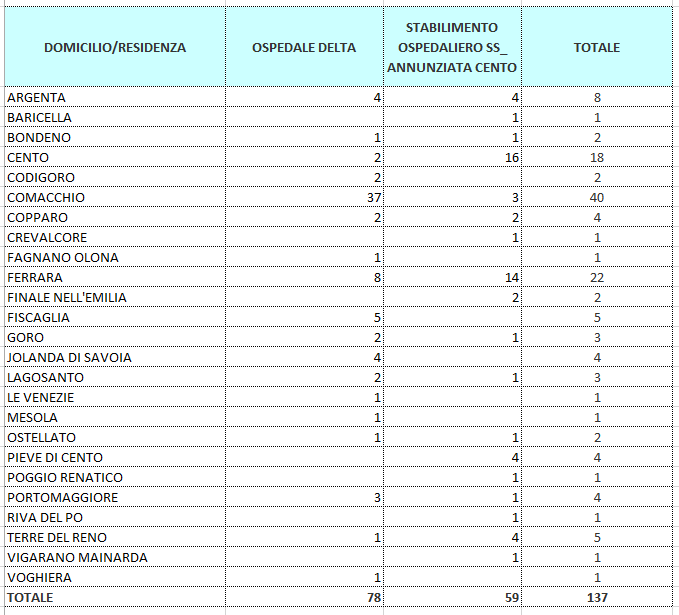 DOMICILIO/RESIDENZA OSPEDALE DELTA STABILIMENTO OSPEDALIERO SS_ ANNUNZIATA CENTO TOTALE
ARGENTA 4 4 8
BARICELLA 1 1
BONDENO 1 1 2
CENTO 2 16 18
CODIGORO 2 2
COMACCHIO 37 3 40
COPPARO 2 2 4
CREVALCORE 1 1
FAGNANO OLONA 1 1
FERRARA 8 14 22
FINALE NELL'EMILIA 2 2
FISCAGLIA 5 5
GORO 2 1 3
JOLANDA DI SAVOIA 4 4
LAGOSANTO 2 1 3
LE VENEZIE 1 1
MESOLA 1 1
OSTELLATO 1 1 2
PIEVE DI CENTO 4 4
POGGIO RENATICO 1 1
PORTOMAGGIORE 3 1 4
RIVA DEL PO 1 1
TERRE DEL RENO 1 4 5
VIGARANO MAINARDA 1 1
VOGHIERA 1 1
TOTALE 78 59 137